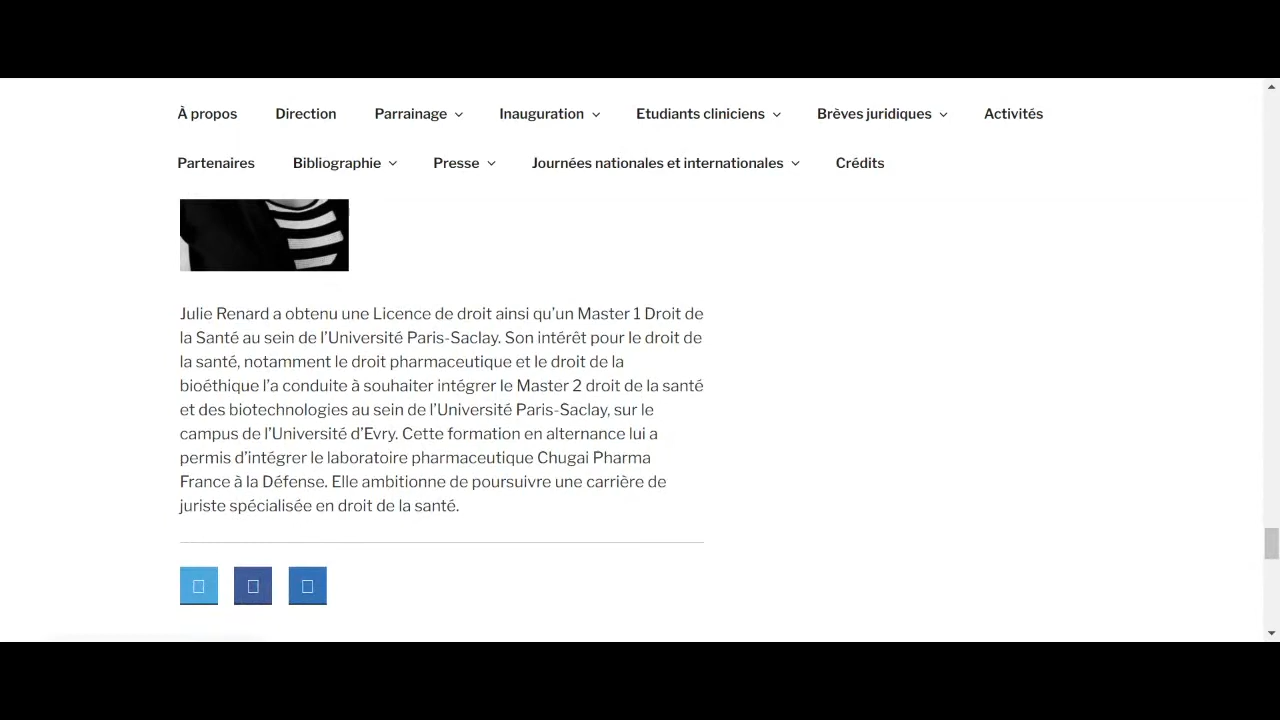 À propos Direction Parrainage Inauguration Etudiants cliniciens Brèves juridiques Activités
Partenaires Bibliographie Presse Journées nationales et internationales Crédits
Julie Renard a obtenu une Licence de droit ainsi qu'un Master 1 Droit de
la Santé au sein de l'Université Paris-Saclay. Son intérêt pour le droit de
la santé, notamment le droit pharmaceutique et le droit de la
bioéthique l'a conduite à souhaiter intégrer le Master 2 droit de la santé
et des biotechnologies au sein de l'Université Paris-Saclay, sur le
campus de l'Université d'Evry. Cette formation en alternance lui a
permis d'intégrer le laboratoire pharmaceutique Chugai Pharma
France à la Défense. Elle ambitionne de poursuivre une carrière de
juriste spécialisée en droit de la santé.